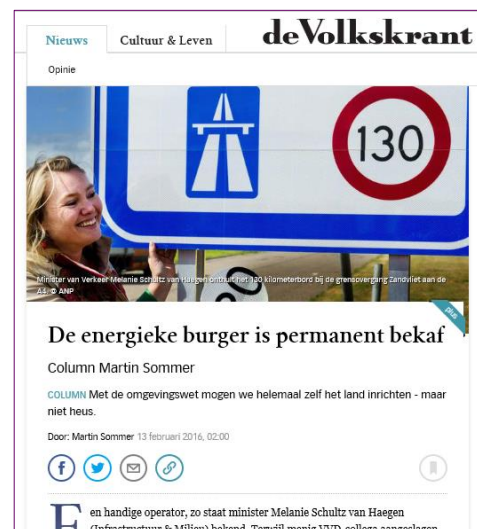 Nieuws
Cultuur & Leven
de Volkskrant
Opinie
130
Minister van Verkeer Melanie Schultz van Haegen onthult het 130 kilometerbord bij de grensovergang Zandvliet aan de
A4. © ANP
plus
De energieke burger is permanent bekaf
Column Martin Sommer
COLUMN Met de omgevingswet mogen we helemaal zelf het land inrichten - maar
niet heus.
Door: Martin Sommer 13 februari 2016, 02:00
Een handige operator, zo staat minister Melanie Schultz van Haegen
(Infrastructuur & Milieu) bekend. Terwijl menig VVD-collega aangeslagen